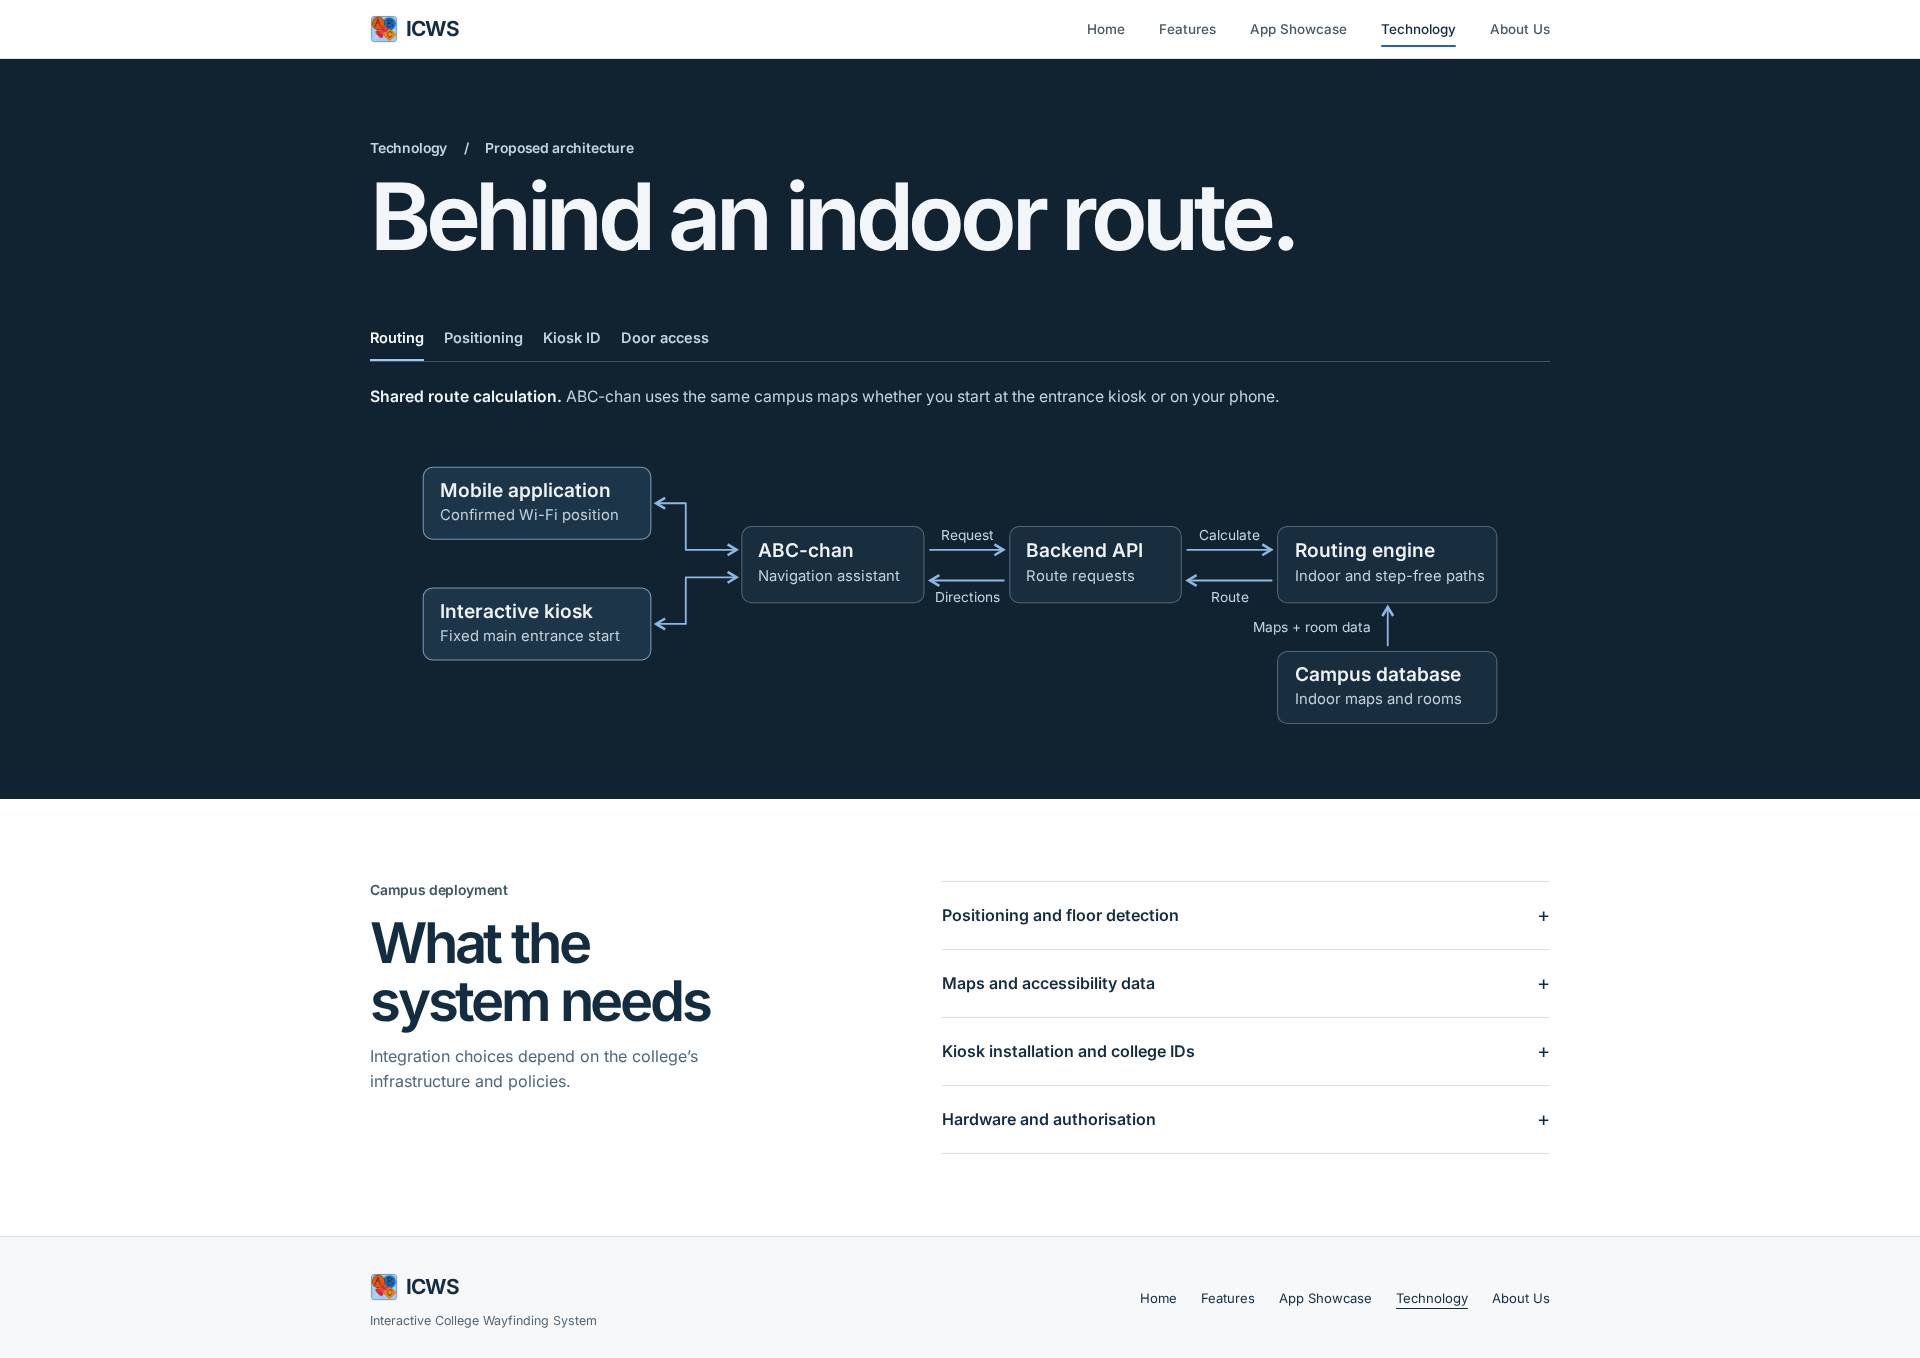 ICWS
Home Features App Showcase Technology About Us
Technology / Proposed architecture
Behind an indoor route.
Routing Positioning Kiosk ID Door access
Shared route calculation. ABC-chan uses the same campus maps whether you start at the entrance kiosk or on your phone.
Mobile application
Confirmed Wi-Fi position
Interactive kiosk
Fixed main entrance start
ABC-chan
Navigation assistant
Request
Directions
Backend API
Route requests
Calculate
Route
Routing engine
Indoor and step-free paths
Maps + room data
Campus database
Indoor maps and rooms
Campus deployment
What the
system needs
Integration choices depend on the college’s
infrastructure and policies.
Positioning and floor detection +
Maps and accessibility data +
Kiosk installation and college IDs +
Hardware and authorisation +
ICWS
Interactive College Wayfinding System
Home Features App Showcase Technology About Us